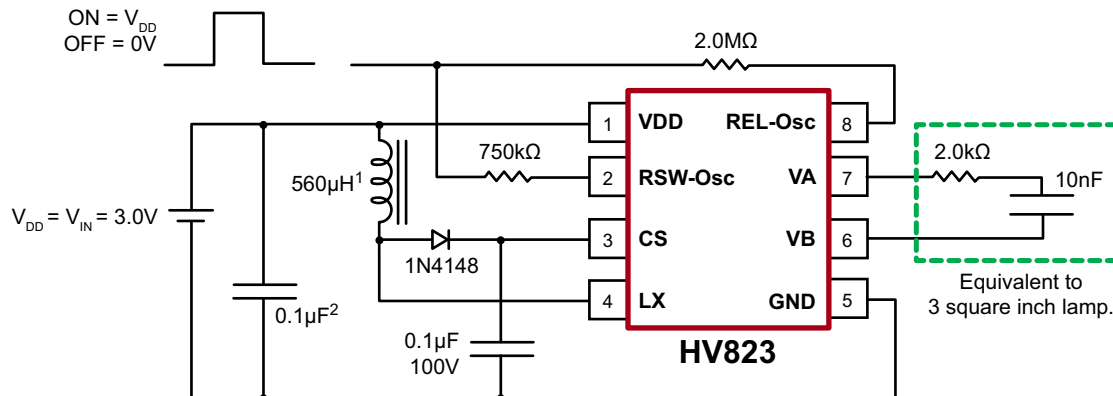 ON = VDD
OFF = 0V
2.0MΩ
1 VDD REL-Osc 8
750kΩ
2.0kΩ
560µH1
2 RSW-Osc VA 7
10nF
VDD = VIN = 3.0V
3 CS VB 6
1N4148
4 LX GND 5
Equivalent to
3 square inch lamp.
0.1µF2
0.1µF
100V
HV823